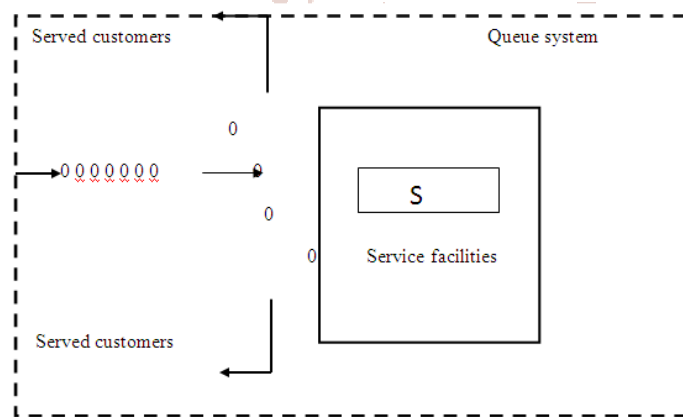 Served customers
Queue system
0
0 0 0 0 0 0 0
0
S
0
0
Service facilities
Served customers